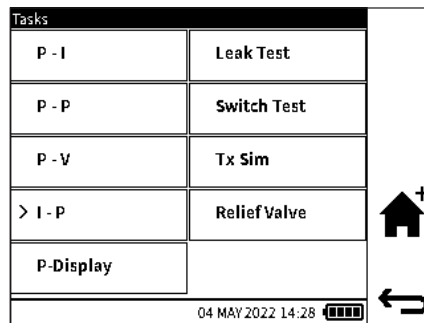 Tasks
P - I
Leak Test
P - P
Switch Test
P - V
Tx Sim
> I - P
Relief Valve
P-Display
04 MAY 2022 14:28